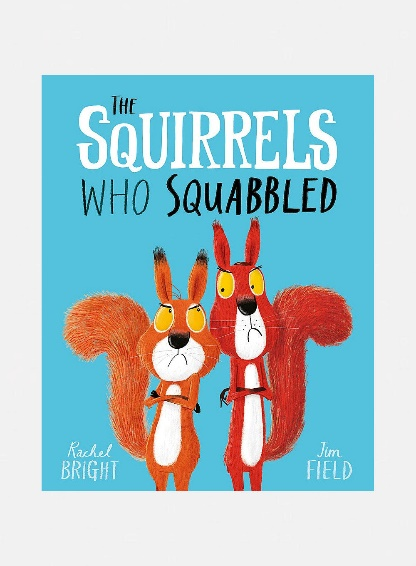 THE
SQUIRRELS
WHO SQUABBLED
Rachel
BRIGHT
Jim
FIELD